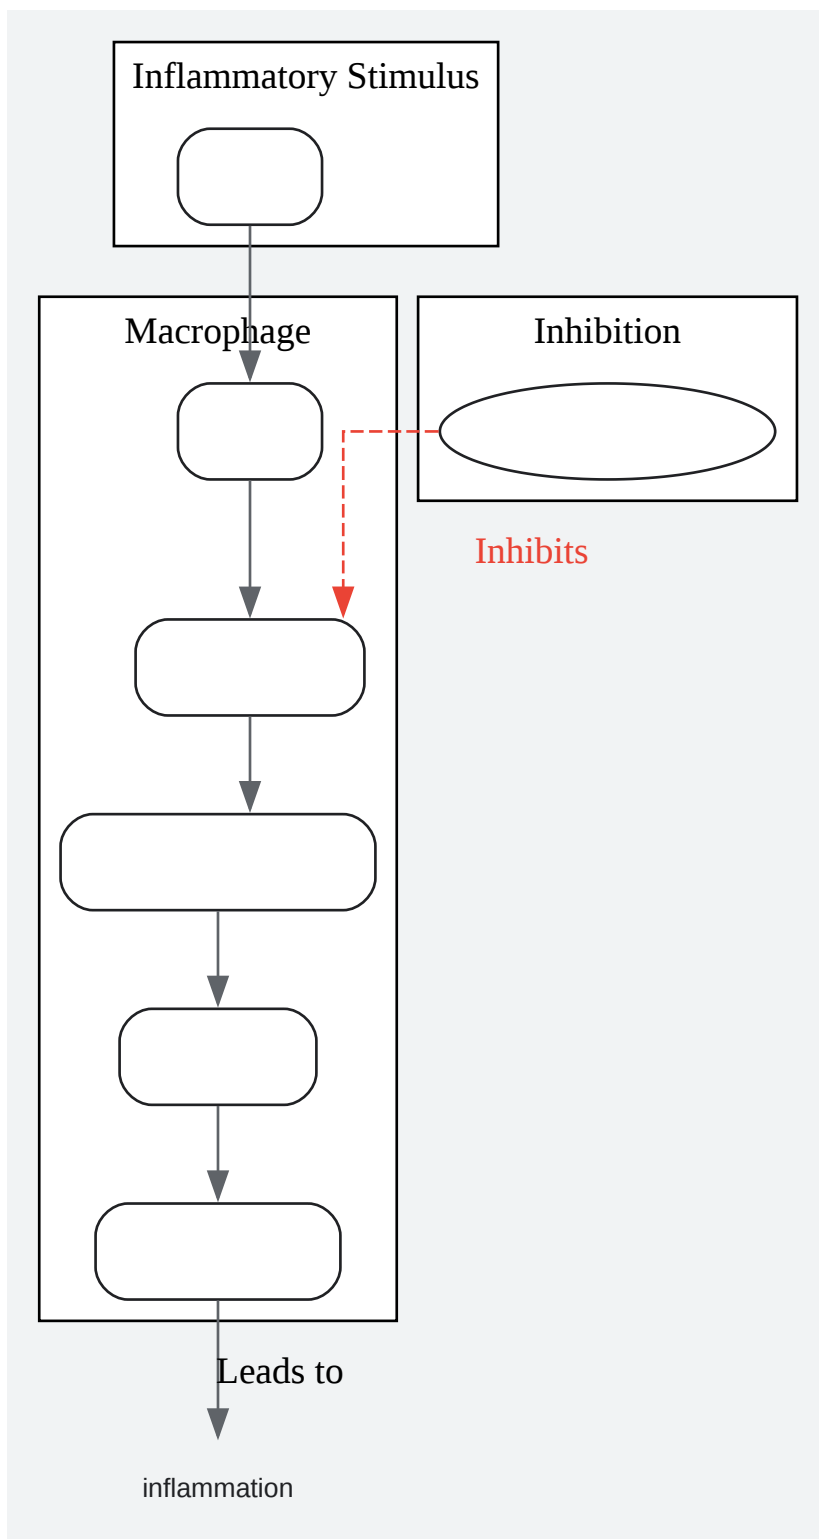 Inflammatory Stimulus
Macrophage
Inhibition
Inhibits
Leads to
inflammation